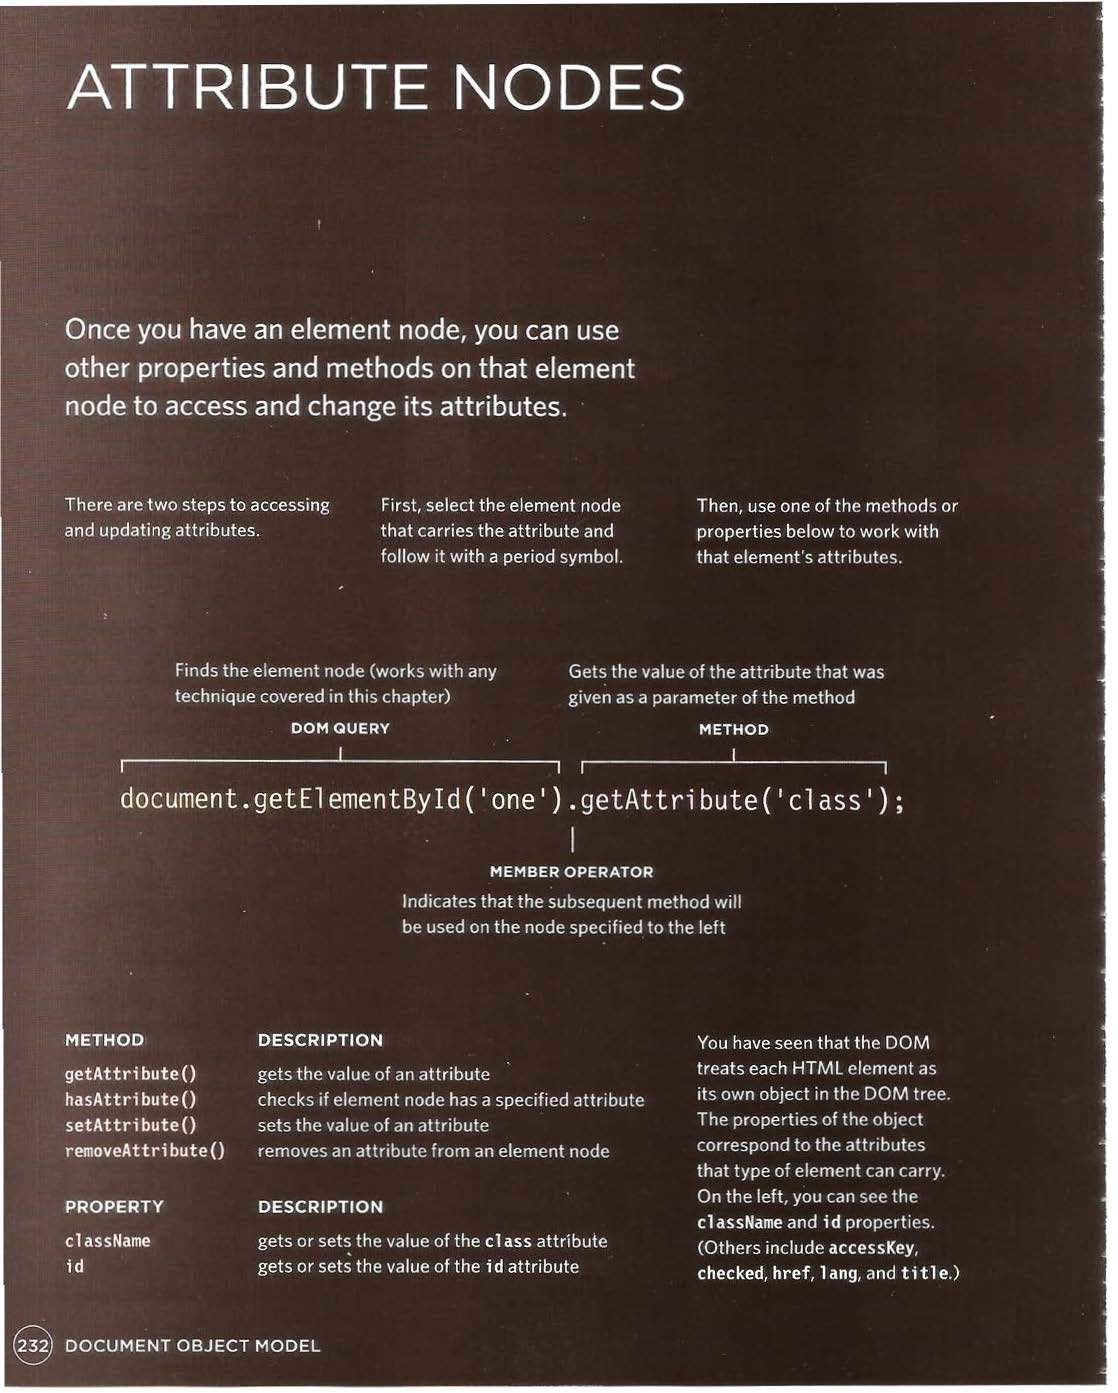 ATTRIBUTE NODES
Once you have an element node, you can use
other properties and methods on that element
node to access and change its attributes.
There are two steps to accessing
and updating attributes.
First, select the element node
that carries the attribute and
follow it with a period symbol.
Then, use one of the methods or
properties below to work with
that element's attributes.
Finds the element node (works with any
technique covered in this chapter)
DOM QUERY
Gets the value of the attribute that was
given as a parameter of the method
METHOD
document.getElementById('one').getAttribute('class');
MEMBER OPERATOR
Indicates that the subsequent method will
be used on the node specified to the left
METHOD DESCRIPTION
getAttribute() gets the value of an attribute
hasAttribute() checks if element node has a specified attribute
setAttribute() sets the value of an attribute
removeAttribute() removes an attribute from an element node
PROPERTY DESCRIPTION
className gets or sets the value of the class attribute
id gets or sets the value of the id attribute
You have seen that the DOM
treats each HTML element as
its own object in the DOM tree.
The properties of the object
correspond to the attributes
that type of element can carry.
On the left, you can see the
className and id properties.
(Others include accessKey,
checked, href, lang, and title.)
232 DOCUMENT OBJECT MODEL